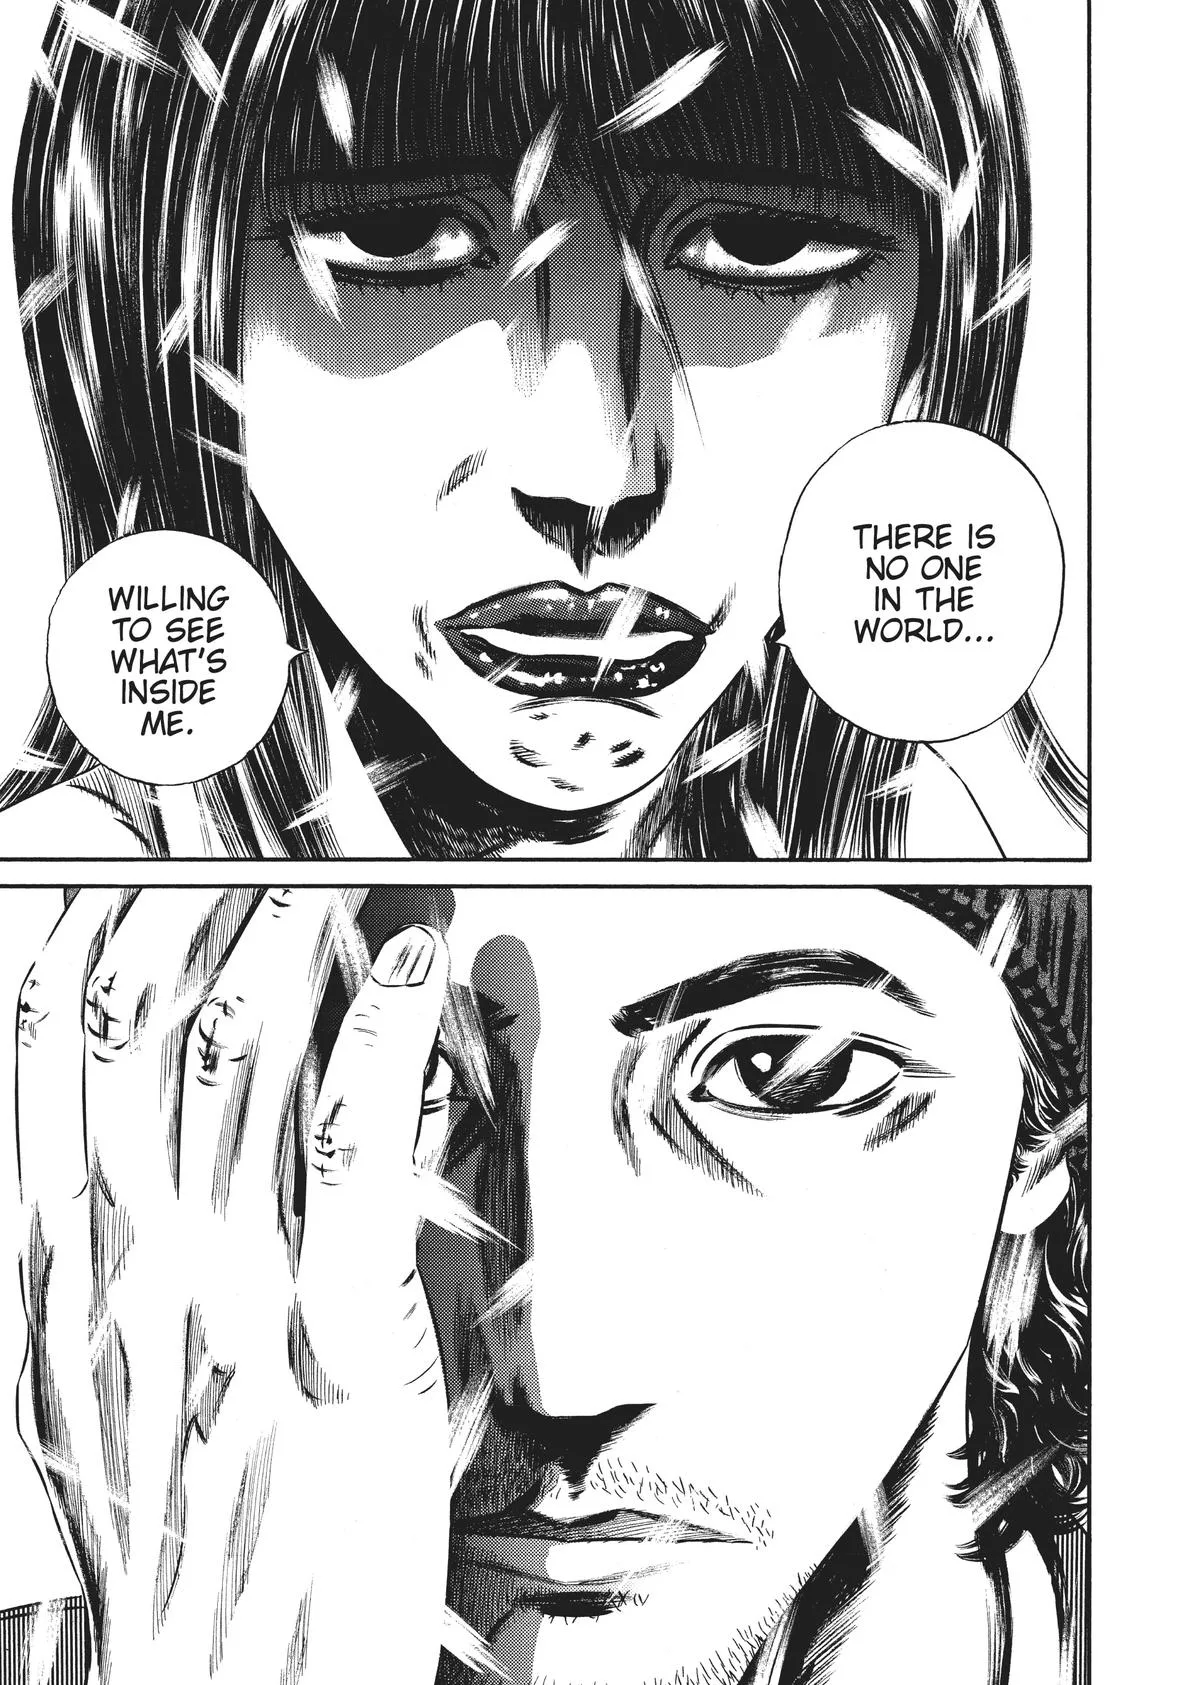 THERE IS
NO ONE
IN THE
WORLD...
WILLING
TO SEE
WHAT'S
INSIDE
ME.